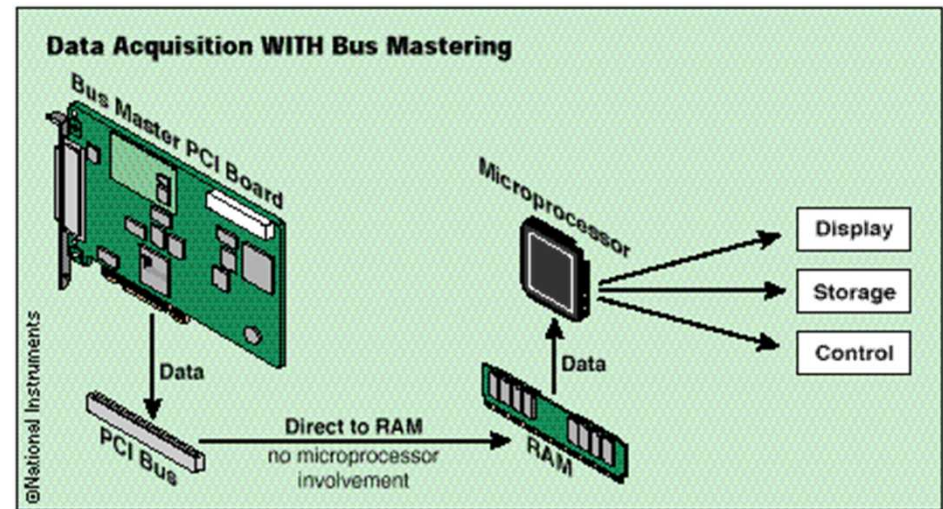 Data Acquisition WITH Bus Mastering
Bus Master PCI Board
Microprocessor
Display
Storage
Control
Data
Data
Direct to RAM
no microprocessor
involvement
PCI Bus
RAM
©National Instruments